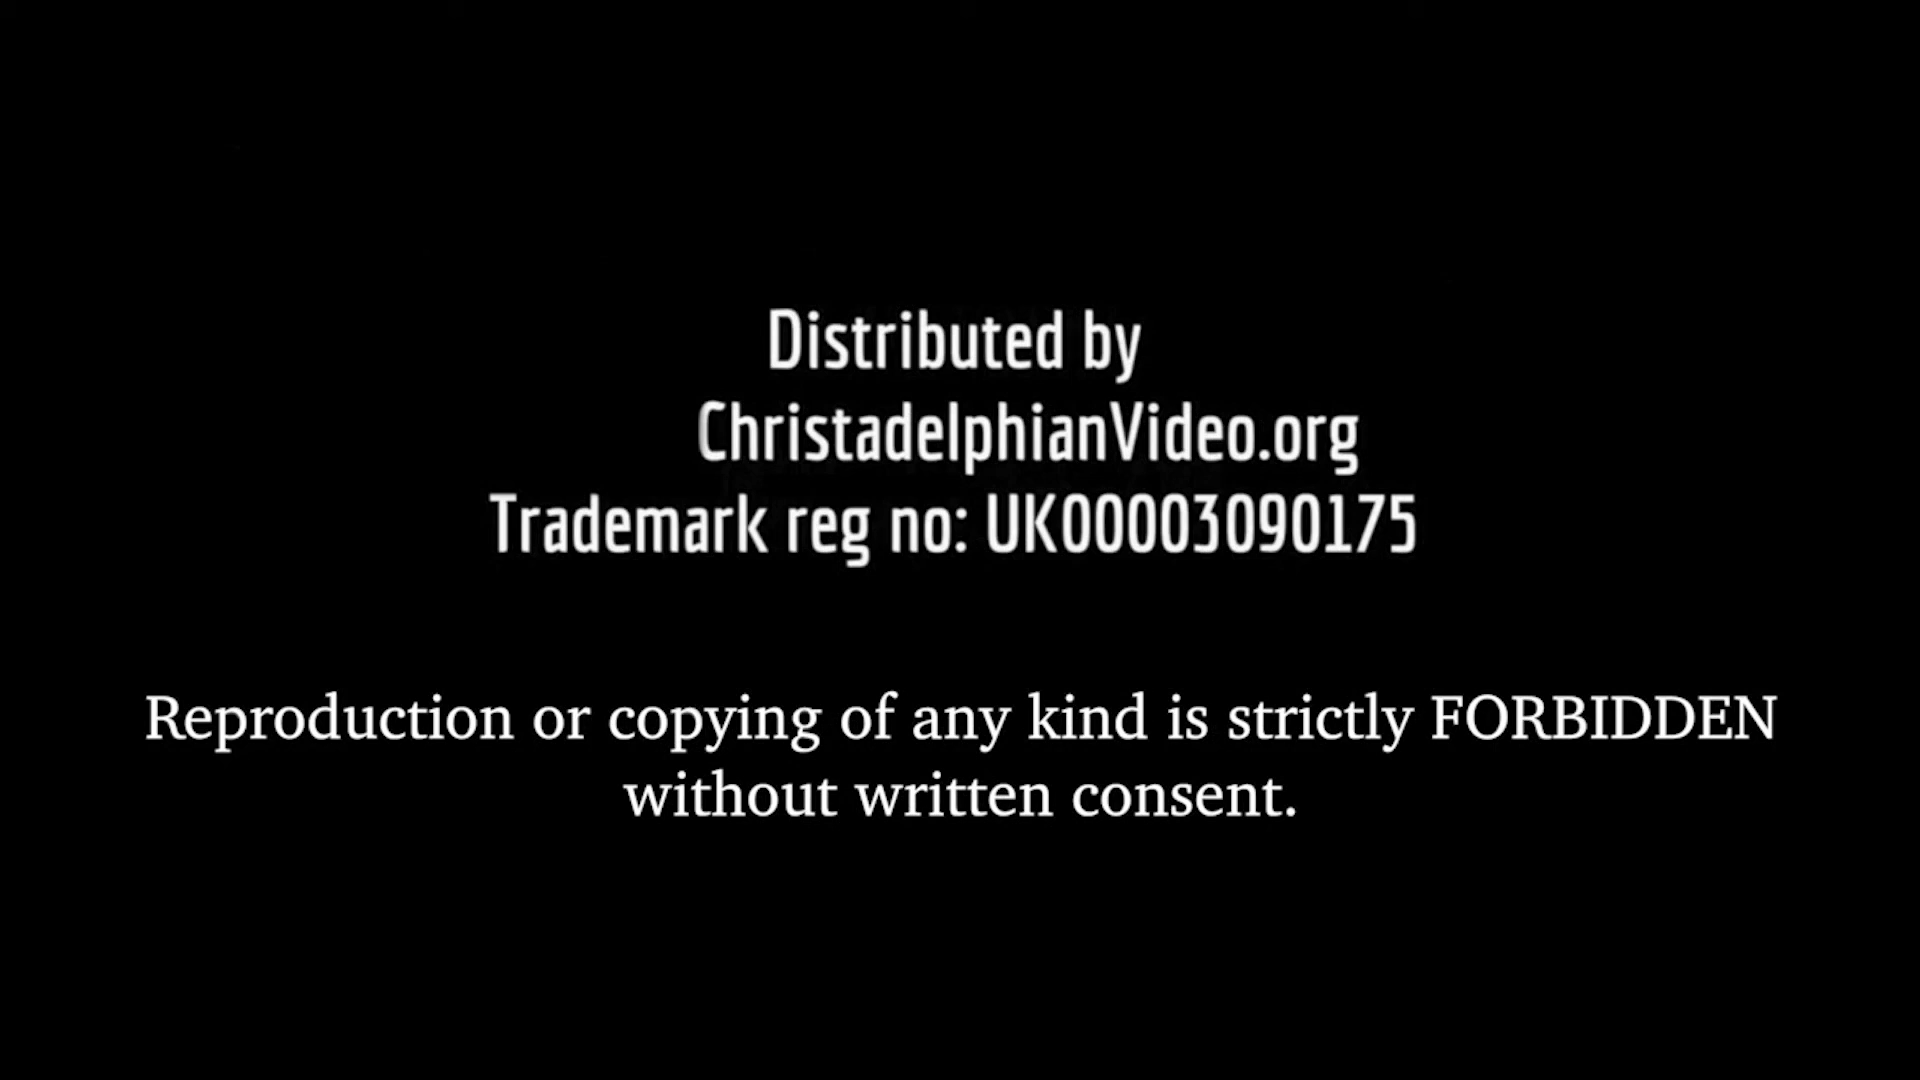 Distributed by
ChristadelphianVideo.org
Trademark reg no: UK00003090175
Reproduction or copying of any kind is strictly FORBIDDEN
without written consent.